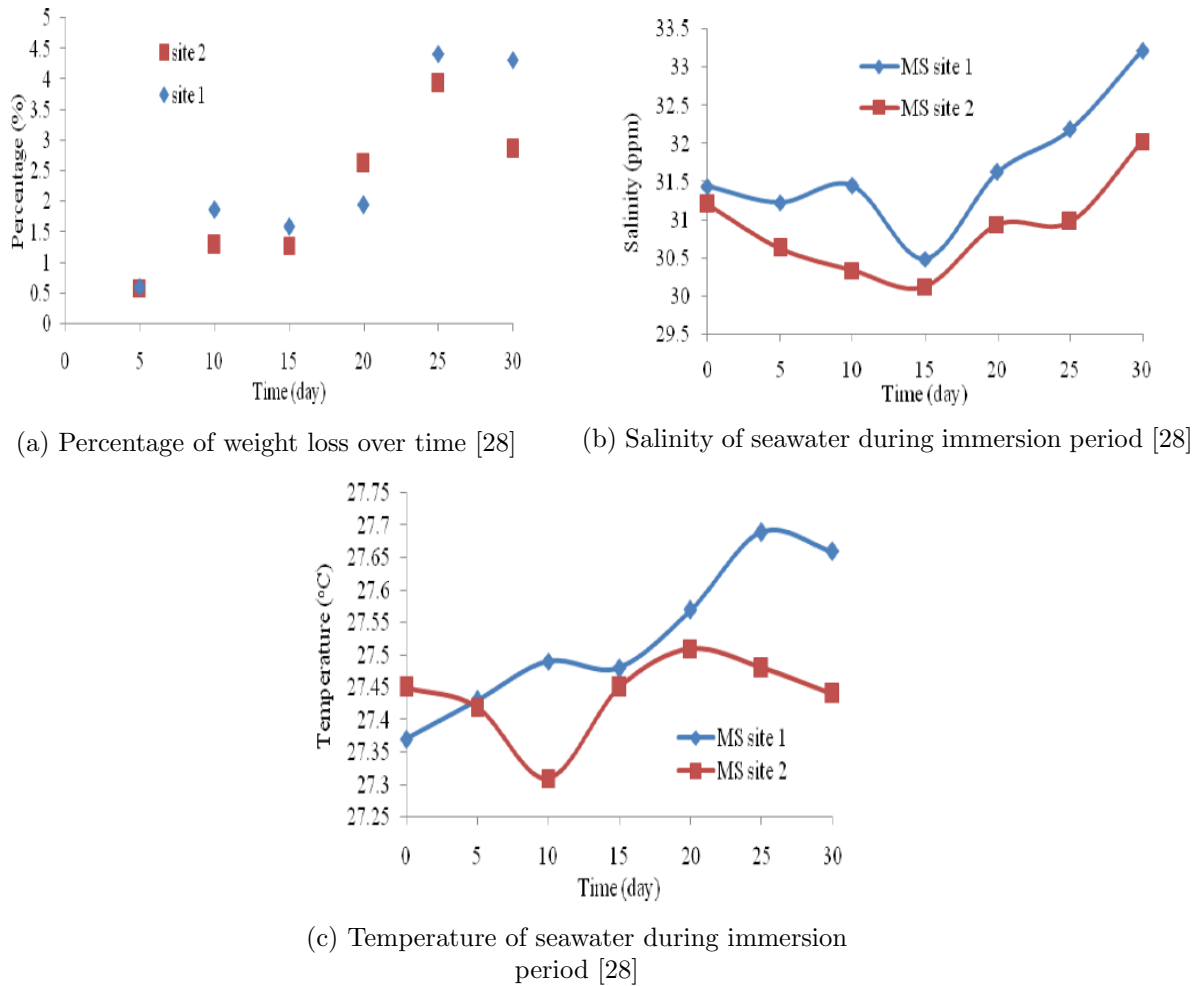 5
4.5
4
3.5
3
2.5
2
1.5
1
0.5
0
Percentage (%)
site 2
site 1
0 5 10 15 20 25 30
Time (day)
(a) Percentage of weight loss over time [28]
33.5
33
32.5
32
31.5
31
30.5
30
29.5
Salinity (ppm)
MS site 1
MS site 2
0 5 10 15 20 25 30
Time (day)
(b) Salinity of seawater during immersion period [28]
27.75
27.7
27.65
27.6
27.55
27.5
27.45
27.4
27.35
27.3
27.25
Temperature (°C)
MS site 1
MS site 2
0 5 10 15 20 25 30
Time (day)
(c) Temperature of seawater during immersion
period [28]